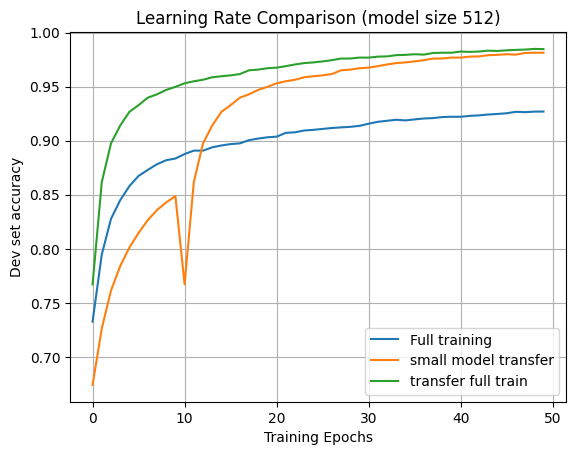 Learning Rate Comparison (model size 512)
Dev set accuracy
1.00
0.95
0.90
0.85
0.80
0.75
0.70
Full training
small model transfer
transfer full train
0 10 20 30 40 50
Training Epochs